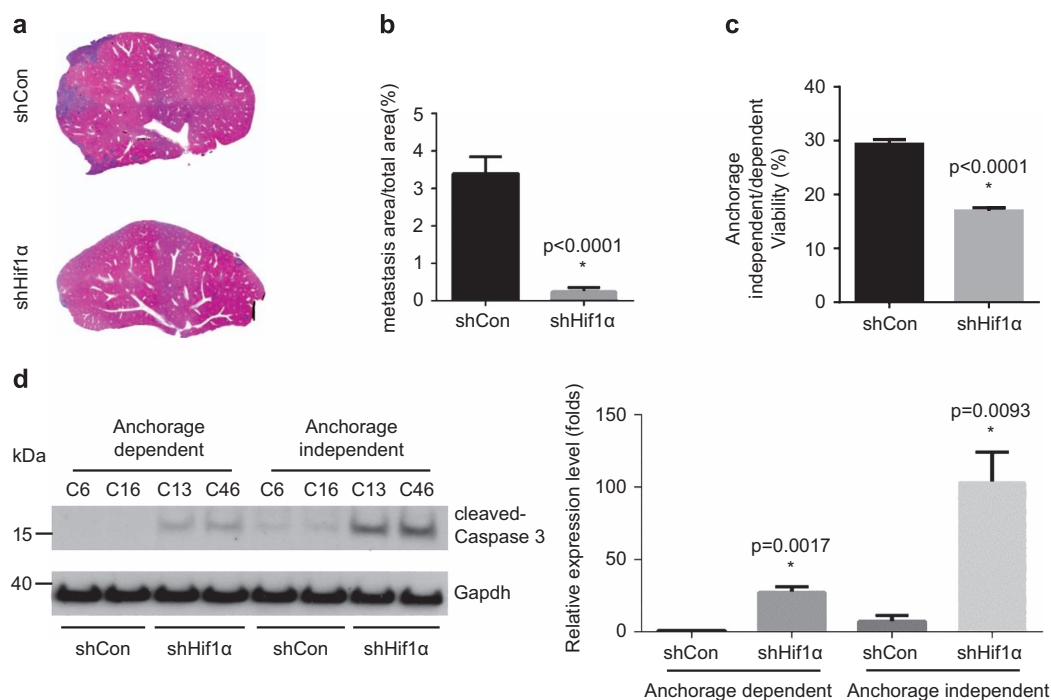 a
shCon
shHif1α
b
metastasis area/total area(%)
5
4
3
2
1
0
p<0.0001
*
shCon
shHif1α
c
Anchorage
independent/dependent
Viability (%)
40
30
20
10
0
p<0.0001
*
shCon
shHif1α
d
Anchorage
dependent
Anchorage
independent
kDa
C6 C16 C13 C46 C6 C16 C13 C46
15
cleaved-
Caspase 3
40
Gapdh
shCon shHif1α shCon shHif1α
Relative expression level (folds)
150
100
50
0
p=0.0017
*
p=0.0093
*
shCon shHif1α shCon shHif1α
Anchorage dependent Anchorage independent